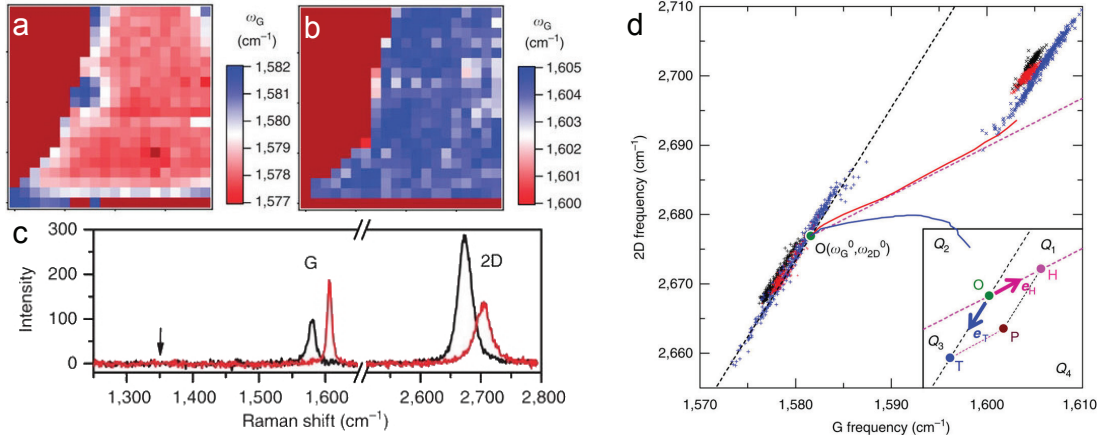 a
ωG
(cm⁻¹)
1,582
1,581
1,580
1,579
1,578
1,577
b
ωG
(cm⁻¹)
1,605
1,604
1,603
1,602
1,601
1,600
c
300
200
100
0
Intensity
G
2D
1,300
1,400
1,500
1,600
2,600
2,700
2,800
Raman shift (cm⁻¹)
d
2,710
2,700
2,690
2,680
2,670
2,660
2D frequency (cm⁻¹)
O(ωG⁰,ω2D⁰)
Q2
Q1
O
H
eH
eT
P
Q3
T
Q4
1,570
1,580
1,590
1,600
1,610
G frequency (cm⁻¹)